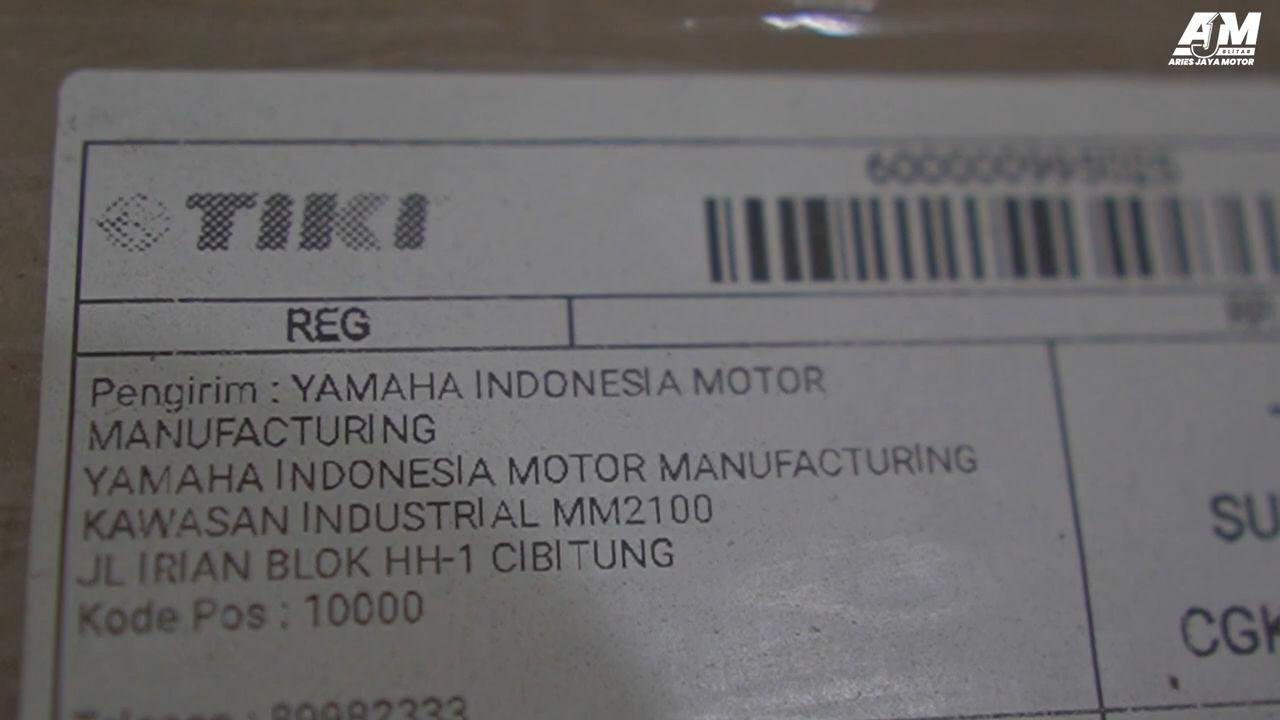 AJM
BLITAR
ARIES JAYA MOTOR
TIKI
REG
Pengirim : YAMAHA INDONESIA MOTOR
MANUFACTURING
YAMAHA INDONESIA MOTOR MANUFACTURING
KAWASAN INDUSTRIAL MM2100
JL IRIAN BLOK HH-1 CIBITUNG
Kode Pos : 10000
SU
CGK